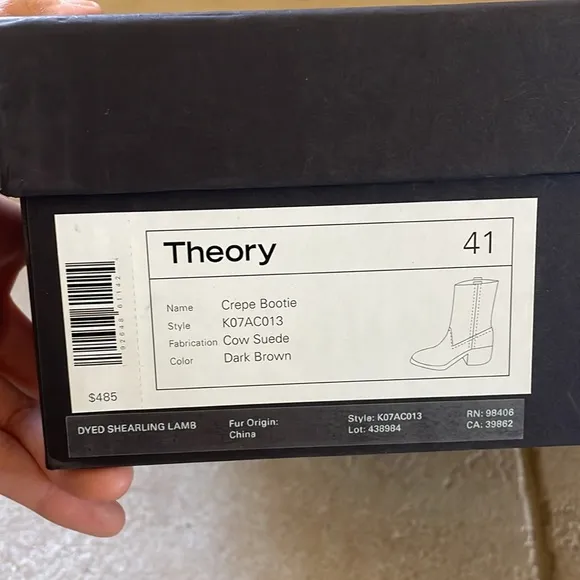 Theory
41
Name Crepe Bootie
Style K07AC013
Fabrication Cow Suede
Color Dark Brown
$485
DYED SHEARLING LAMB
Fur Origin:
China
Style: K07AC013
Lot: 438984
RN: 98406
CA: 39862